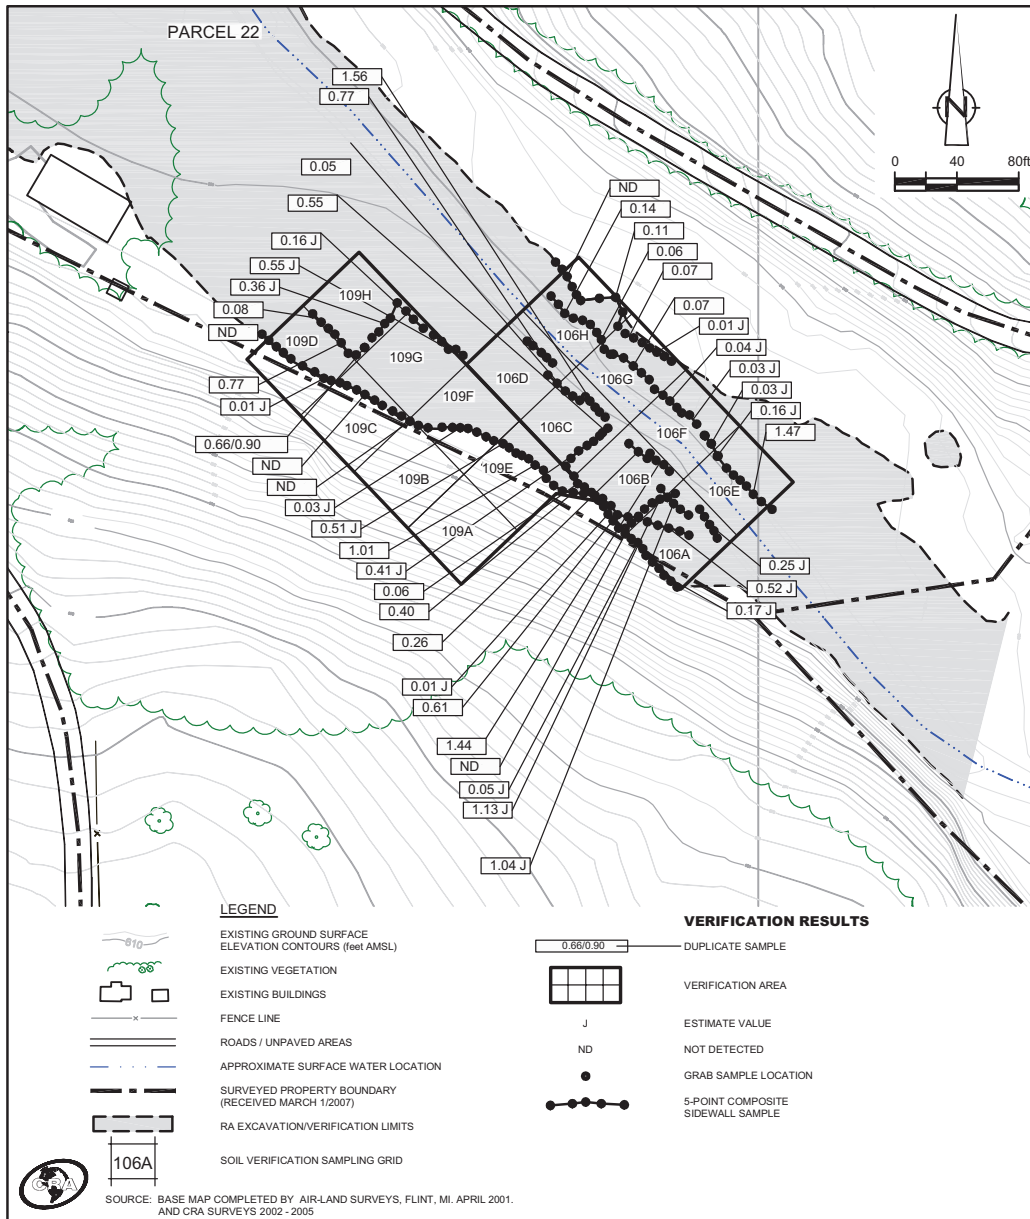 PARCEL 22
N
0 40 80ft
1.56
0.77
0.05
0.55
0.16 J
0.55 J
0.36 J
0.08
ND
ND
0.14
0.11
0.06
0.07
0.07
0.01 J
0.04 J
0.03 J
0.03 J
0.16 J
1.47
109H
109D
109G
109F
109C
109B
109E
109A
106H
106G
106D
106C
106F
106B
106E
106A
0.77
0.01 J
0.66/0.90
ND
ND
0.03 J
0.51 J
1.01
0.41 J
0.06
0.40
0.26
0.01 J
0.61
1.44
ND
0.05 J
1.13 J
1.04 J
0.25 J
0.52 J
0.17 J
LEGEND
610
EXISTING GROUND SURFACE
ELEVATION CONTOURS (feet AMSL)
EXISTING VEGETATION
EXISTING BUILDINGS
x
FENCE LINE
ROADS / UNPAVED AREAS
APPROXIMATE SURFACE WATER LOCATION
SURVEYED PROPERTY BOUNDARY
(RECEIVED MARCH 1/2007)
RA EXCAVATION/VERIFICATION LIMITS
106A
SOIL VERIFICATION SAMPLING GRID
VERIFICATION RESULTS
0.66/0.90
DUPLICATE SAMPLE
VERIFICATION AREA
J
ESTIMATE VALUE
ND
NOT DETECTED
GRAB SAMPLE LOCATION
5-POINT COMPOSITE
SIDEWALL SAMPLE
CRA
SOURCE: BASE MAP COMPLETED BY AIR-LAND SURVEYS, FLINT, MI. APRIL 2001.
AND CRA SURVEYS 2002 - 2005